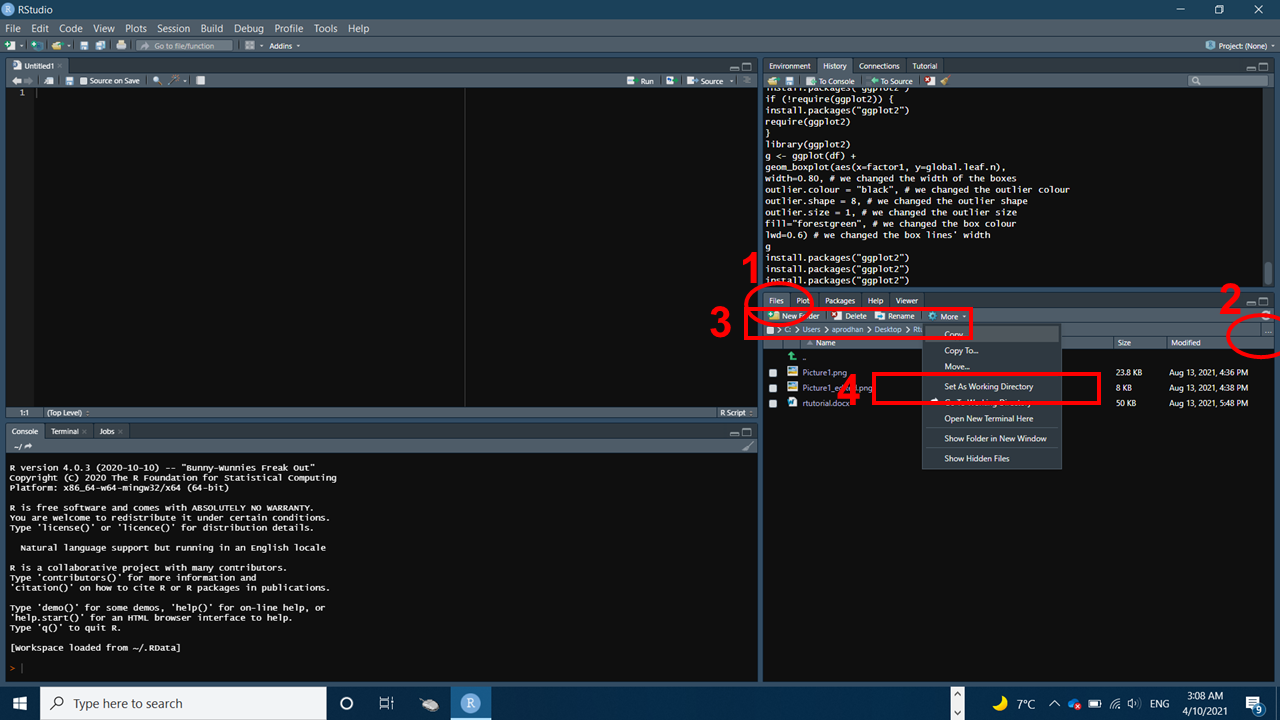 RStudio
File Edit Code View Plots Session Build Debug Profile Tools Help
Go to file/function Addins Project: (None)
Untitled1
Source on Save Run Source
1
1:1 (Top Level) R Script
Console Terminal Jobs
~/
R version 4.0.3 (2020-10-10) -- "Bunny-Wunnies Freak Out"
Copyright (C) 2020 The R Foundation for Statistical Computing
Platform: x86_64-w64-mingw32/x64 (64-bit)
R is free software and comes with ABSOLUTELY NO WARRANTY.
You are welcome to redistribute it under certain conditions.
Type 'license()' or 'licence()' for distribution details.
Natural language support but running in an English locale
R is a collaborative project with many contributors.
Type 'contributors()' for more information and
'citation()' on how to cite R or R packages in publications.
Type 'demo()' for some demos, 'help()' for on-line help, or
'help.start()' for an HTML browser interface to help.
Type 'q()' to quit R.
[Workspace loaded from ~/.RData]
>
Environment History Connections Tutorial
To Console To Source
install.packages("ggplot2")
if (!require(ggplot2)) {
install.packages("ggplot2")
require(ggplot2)
}
library(ggplot2)
g <- ggplot(df) +
geom_boxplot(aes(x=factor1, y=global.leaf.n),
width=0.80, # we changed the width of the boxes
outlier.colour = "black", # we changed the outlier colour
outlier.shape = 8, # we changed the outlier shape
outlier.size = 1, # we changed the outlier size
fill="forestgreen", # we changed the box colour
lwd=0.6) # we changed the box lines' width
g
install.packages("ggplot2")
install.packages("ggplot2")
install.packages("ggplot2")
1
2
Files Plots Packages Help Viewer
3
New Folder Delete Rename More
C: Users aprodhan Desktop Rtu
...
Name Size Modified
..
Picture1.png 23.8 KB Aug 13, 2021, 4:36 PM
Picture1_edited.png 8 KB Aug 13, 2021, 4:38 PM
rtutorial.docx 50 KB Aug 13, 2021, 5:48 PM
4
Copy
Copy To...
Move...
Set As Working Directory
Go To Working Directory
Open New Terminal Here
Show Folder in New Window
Show Hidden Files
Type here to search
7°C ENG 3:08 AM
4/10/2021
9